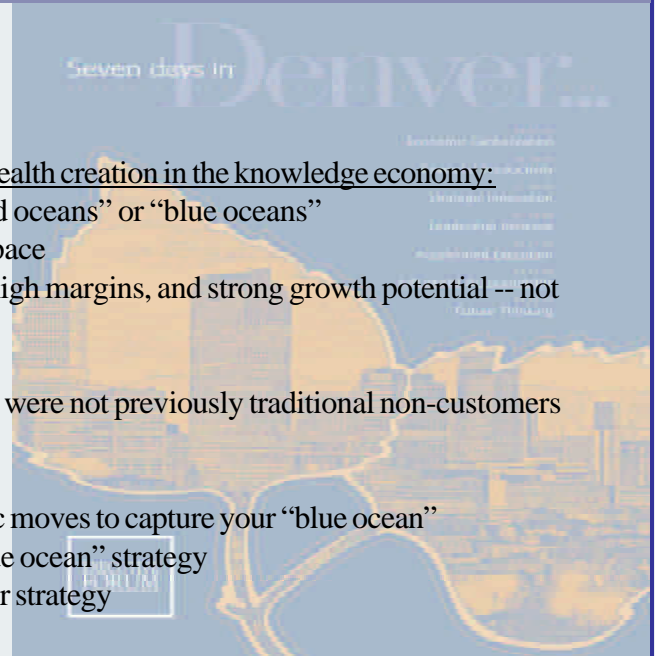 Seven days in
Denver...
ealth creation in the knowledge economy:
d oceans” or “blue oceans”
pace
igh margins, and strong growth potential -- not
were not previously traditional non-customers
c moves to capture your “blue ocean”
e ocean” strategy
r strategy
FORUM